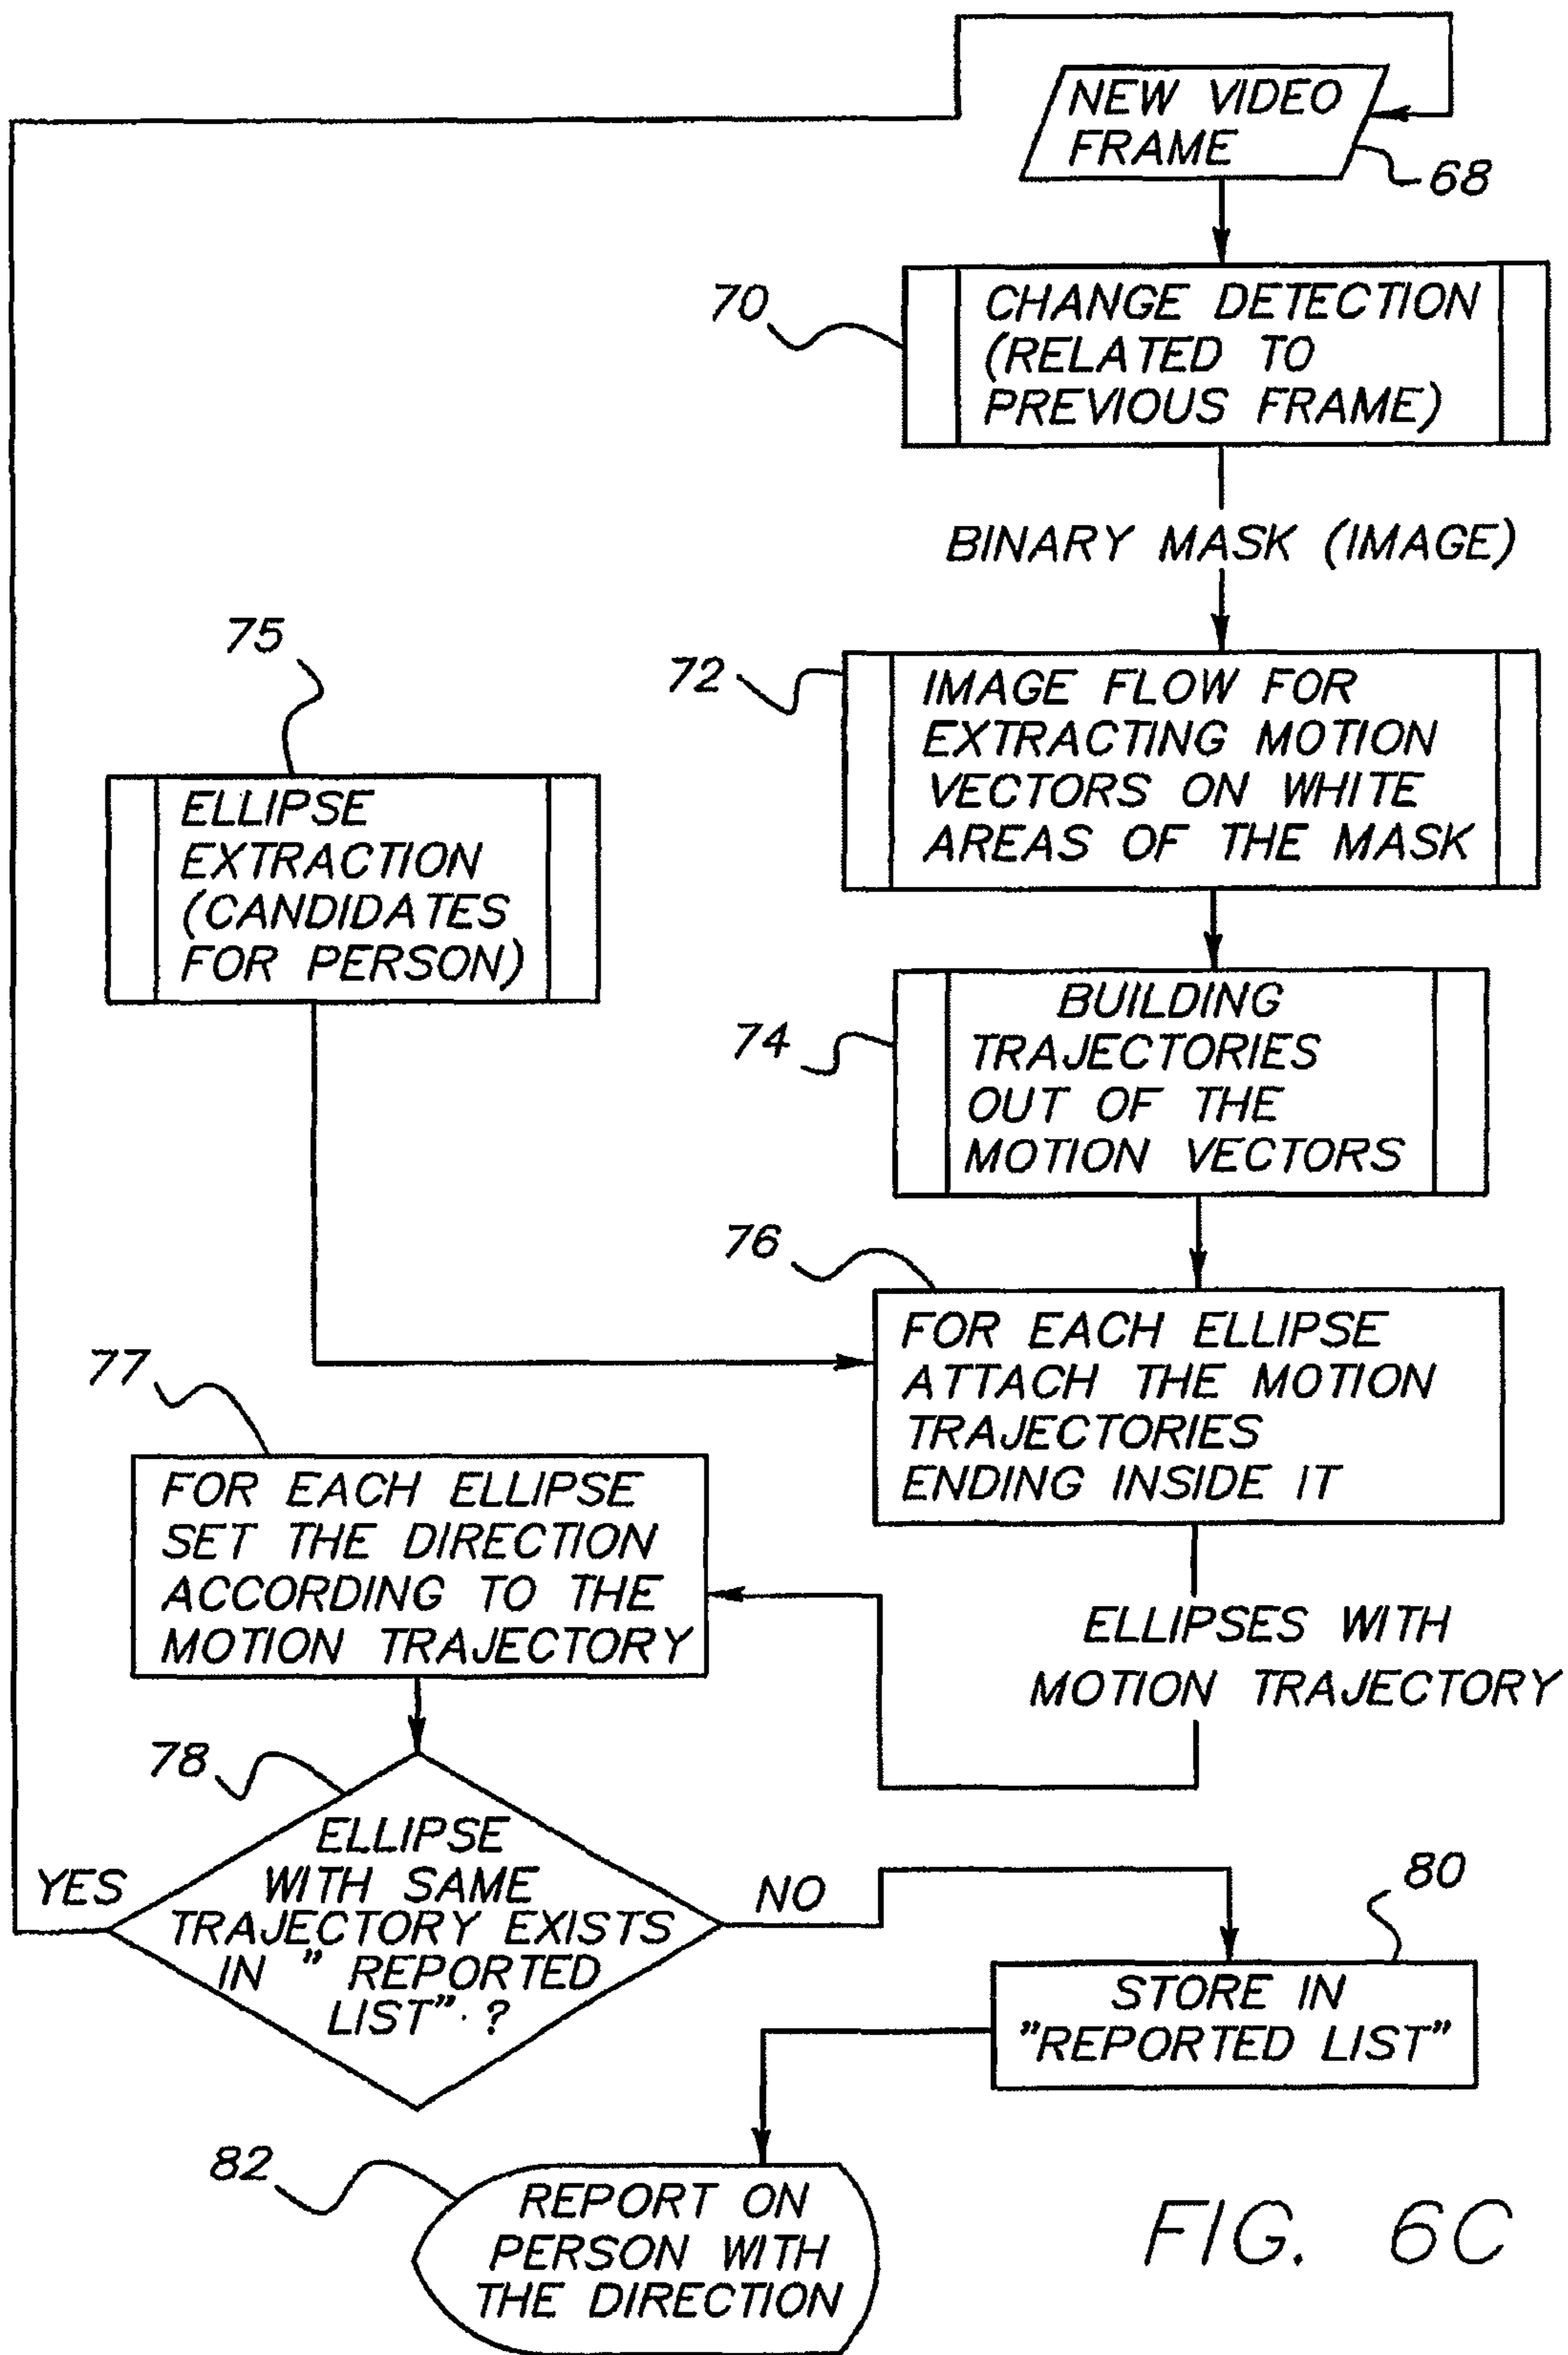 NEW VIDEO
FRAME
68
70
CHANGE DETECTION
(RELATED TO
PREVIOUS FRAME)
BINARY MASK (IMAGE)
75
72
IMAGE FLOW FOR
EXTRACTING MOTION
VECTORS ON WHITE
AREAS OF THE MASK
ELLIPSE
EXTRACTION
(CANDIDATES
FOR PERSON)
74
BUILDING
TRAJECTORIES
OUT OF THE
MOTION VECTORS
76
FOR EACH ELLIPSE
ATTACH THE MOTION
TRAJECTORIES
ENDING INSIDE IT
77
FOR EACH ELLIPSE
SET THE DIRECTION
ACCORDING TO THE
MOTION TRAJECTORY
ELLIPSES WITH
MOTION TRAJECTORY
78
ELLIPSE
WITH SAME
TRAJECTORY EXISTS
IN " REPORTED
LIST" ?
YES
NO
80
STORE IN
"REPORTED LIST"
82
REPORT ON
PERSON WITH
THE DIRECTION
FIG. 6C